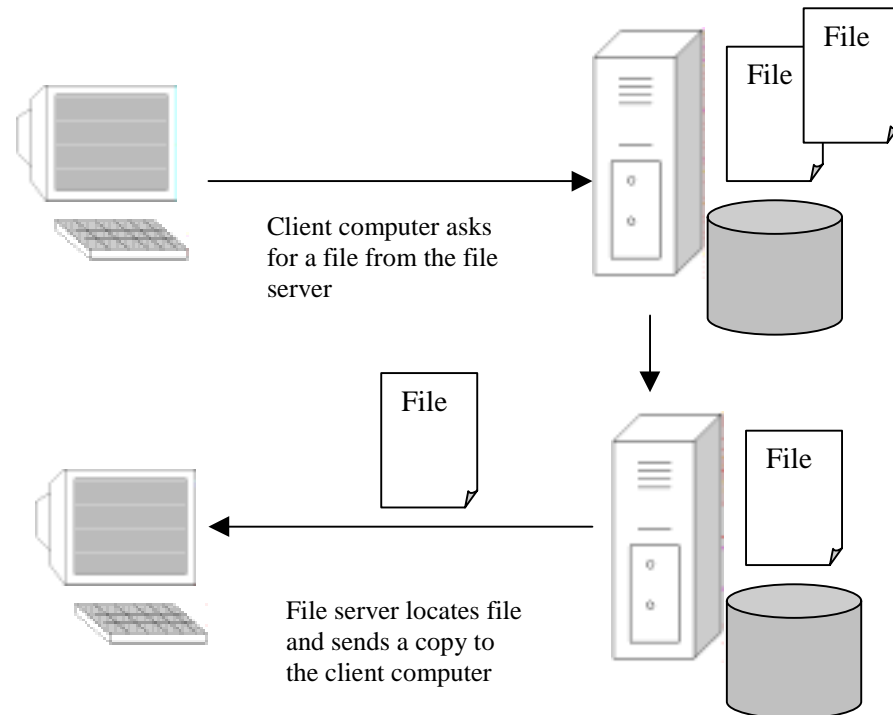 File
File
Client computer asks
for a file from the file
server
File
File
File server locates file
and sends a copy to
the client computer